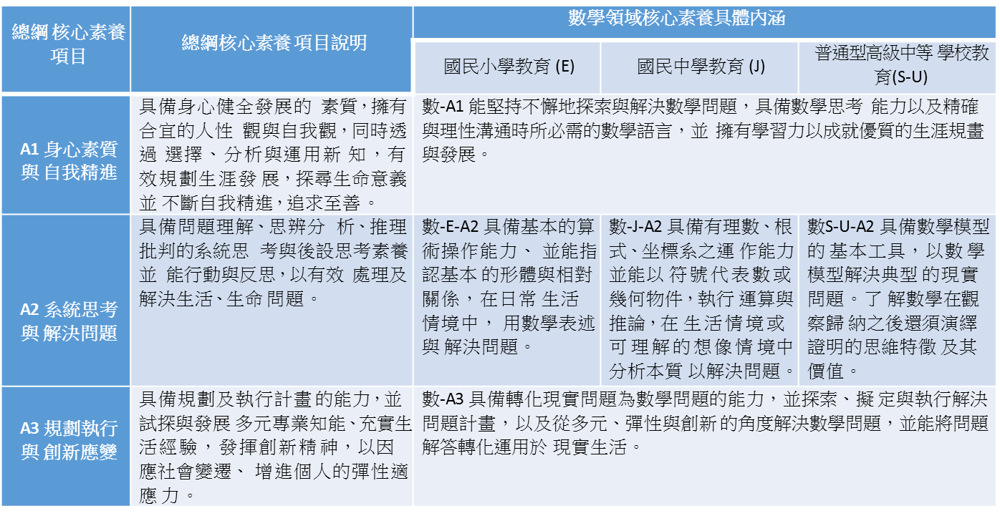 總綱 核心素養
項目
總綱核心素養 項目說明
數學領域核心素養具體內涵
國民小學教育 (E)
國民中學教育 (J)
普通型高級中等 學校教
育(S-U)
A1 身心素質
與 自我精進
具備身心健全發展的 素質，擁有
合宜的人性 觀與自我觀，同時透
過 選擇、分析與運用新 知，有
效規劃生涯發 展，探尋生命意義
並 不斷自我精進，追求至善。
數-A1 能堅持不懈地探索與解決數學問題，具備數學思考 能力以及精確
與理性溝通時所必需的數學語言，並 擁有學習力以成就優質的生涯規畫
與發展。
A2 系統思考
與 解決問題
具備問題理解、思辨分 析、推理
批判的系統思 考與後設思考素養
並 能行動與反思，以有效 處理及
解決生活、生命 問題。
數-E-A2 具備基本的算
術操作能力、 並能指
認基本 的形體與相對
關係，在日常 生活
情境中， 用數學表述
與 解決問題。
數-J-A2 具備有理數、根
式、坐標系之運 作能力
並能以 符號代表數或
幾何物件，執行 運算與
推論，在 生活情境或
可 理解的想像情境中
分析本質 以解決問題。
數S-U-A2 具備數學模型
的 基本工具，以數 學
模型解決典型 的現實
問題。了 解數學在觀
察歸 納之後還須演繹
證明的思維特徵 及其
價值。
A3 規劃執行
與 創新應變
具備規劃及執行計畫 的能力，並
試探與發展 多元專業知能、充實生
活經驗，發揮創新精 神，以因
應社會變遷、 增進個人的彈性適
應 力。
數-A3 具備轉化現實問題為數學問題的能力，並探索、擬 定與執行解決
問題計畫，以及從多元、彈性與創新 的角度解決數學問題，並能將問題
解答轉化運用於 現實生活。